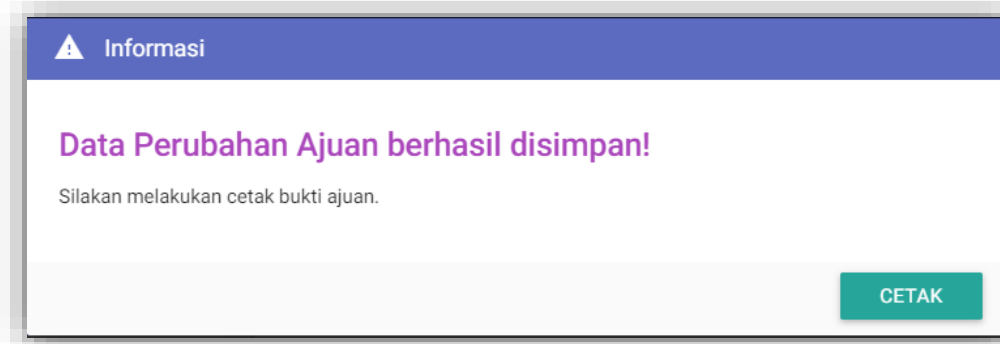 Informasi
Data Perubahan Ajuan berhasil disimpan!
Silakan melakukan cetak bukti ajuan.
CETAK